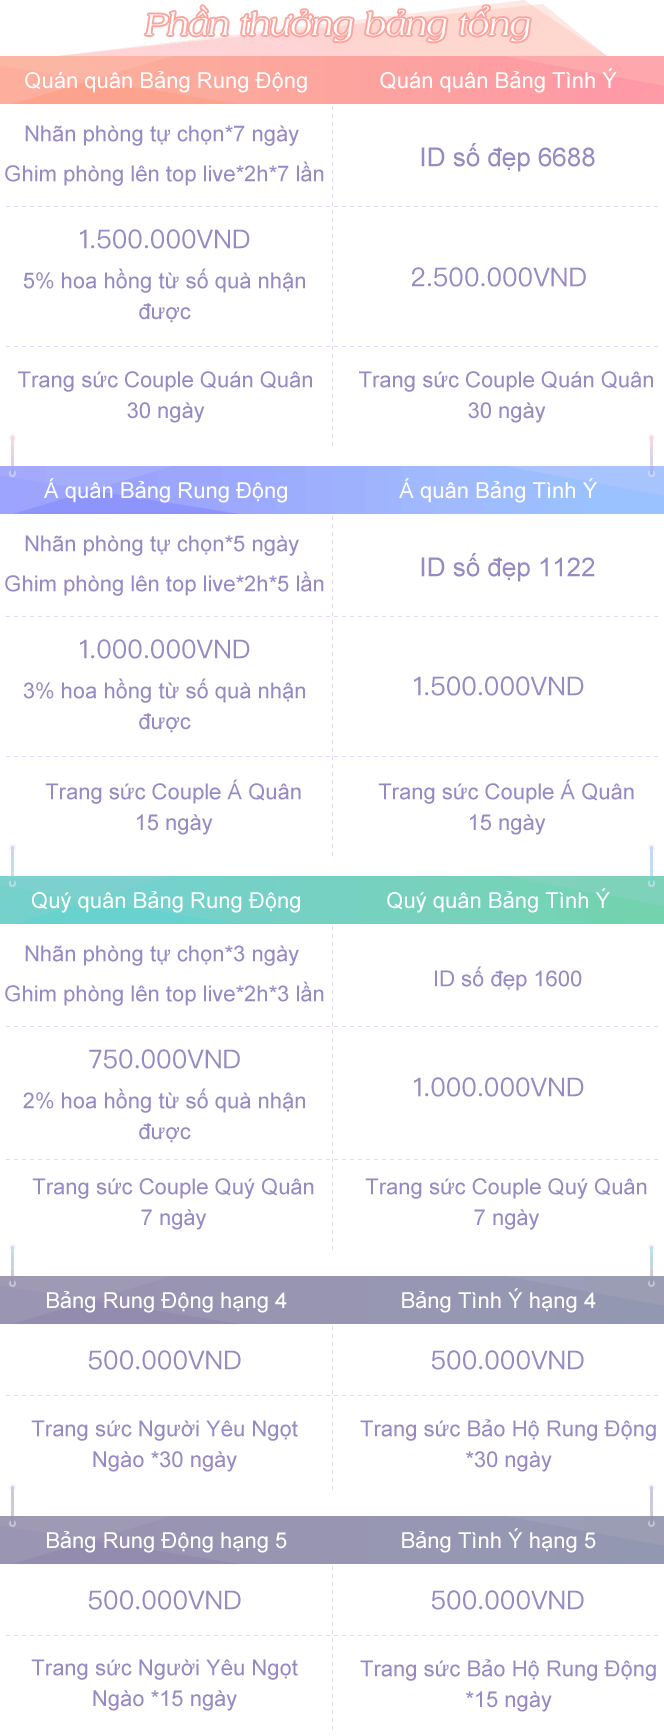 Phần thưởng bảng tổng
Quán quân Bảng Rung Động
Quán quân Bảng Tình Ý
Nhãn phòng tự chọn*7 ngày
Ghim phòng lên top live*2h*7 lần
ID số đẹp 6688
1.500.000VND
5% hoa hồng từ số quà nhận
được
2.500.000VND
Trang sức Couple Quán Quân
30 ngày
Trang sức Couple Quán Quân
30 ngày
Á quân Bảng Rung Động
Á quân Bảng Tình Ý
Nhãn phòng tự chọn*5 ngày
Ghim phòng lên top live*2h*5 lần
ID số đẹp 1122
1.000.000VND
3% hoa hồng từ số quà nhận
được
1.500.000VND
Trang sức Couple Á Quân
15 ngày
Trang sức Couple Á Quân
15 ngày
Quý quân Bảng Rung Động
Quý quân Bảng Tình Ý
Nhãn phòng tự chọn*3 ngày
Ghim phòng lên top live*2h*3 lần
ID số đẹp 1600
750.000VND
2% hoa hồng từ số quà nhận
được
1.000.000VND
Trang sức Couple Quý Quân
7 ngày
Trang sức Couple Quý Quân
7 ngày
Bảng Rung Động hạng 4
Bảng Tình Ý hạng 4
500.000VND
500.000VND
Trang sức Người Yêu Ngọt
Ngào *30 ngày
Trang sức Bảo Hộ Rung Động
*30 ngày
Bảng Rung Động hạng 5
Bảng Tình Ý hạng 5
500.000VND
500.000VND
Trang sức Người Yêu Ngọt
Ngào *15 ngày
Trang sức Bảo Hộ Rung Động
*15 ngày